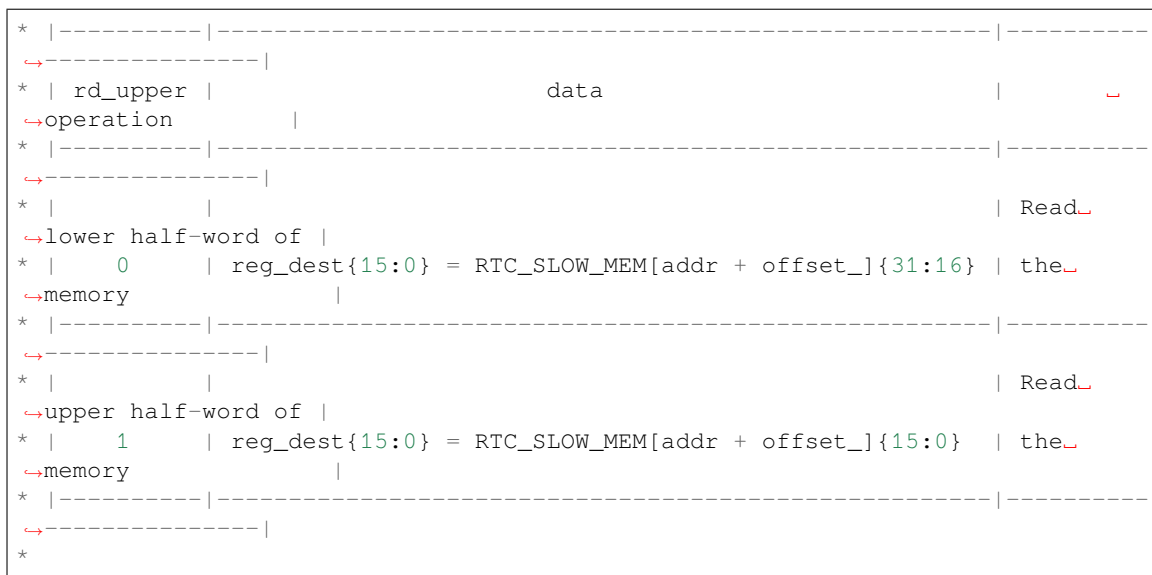 * |----------|-----------------------------------------------------|----------
↪---------------|
* | rd_upper |                       data                          |       ␣
↪operation        |
* |----------|-----------------------------------------------------|----------
↪---------------|
* |          |                                                     | Read␣
↪lower half-word of |
* |     0    | reg_dest{15:0} = RTC_SLOW_MEM[addr + offset_]{31:16} | the␣
↪memory              |
* |----------|-----------------------------------------------------|----------
↪---------------|
* |          |                                                     | Read␣
↪upper half-word of |
* |     1    | reg_dest{15:0} = RTC_SLOW_MEM[addr + offset_]{15:0}  | the␣
↪memory              |
* |----------|-----------------------------------------------------|----------
↪---------------|
*